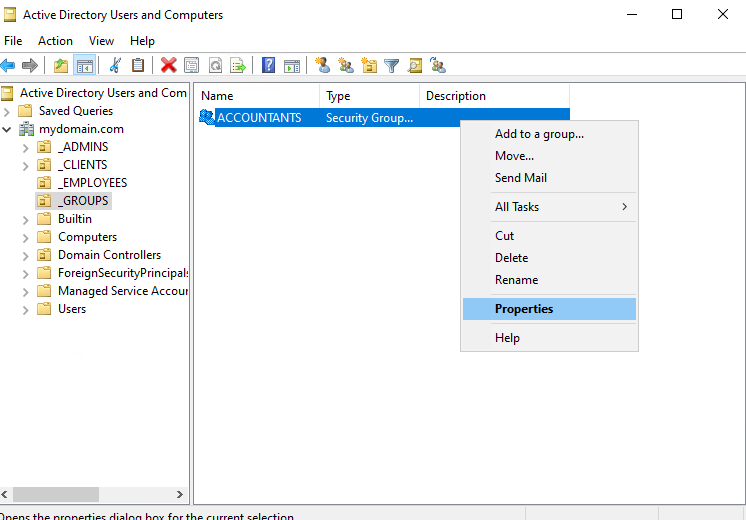 Active Directory Users and Computers
File Action View Help
Active Directory Users and Com
Saved Queries
mydomain.com
_ADMINS
_CLIENTS
_EMPLOYEES
_GROUPS
Builtin
Computers
Domain Controllers
ForeignSecurityPrincipals
Managed Service Accour
Users
Name Type Description
ACCOUNTANTS Security Group...
Add to a group...
Move...
Send Mail
All Tasks
Cut
Delete
Rename
Properties
Help
Opens the properties dialog box for the current selection.